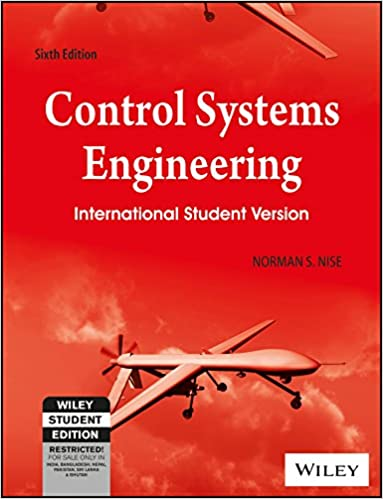 Sixth Edition
Control Systems
Engineering
International Student Version
NORMAN S. NISE
WILEY
STUDENT
EDITION
RESTRICTED!
FOR SALE ONLY IN
INDIA, BANGLADESH, NEPAL,
PAKISTAN, SRI LANKA
& BHUTAN
WILEY